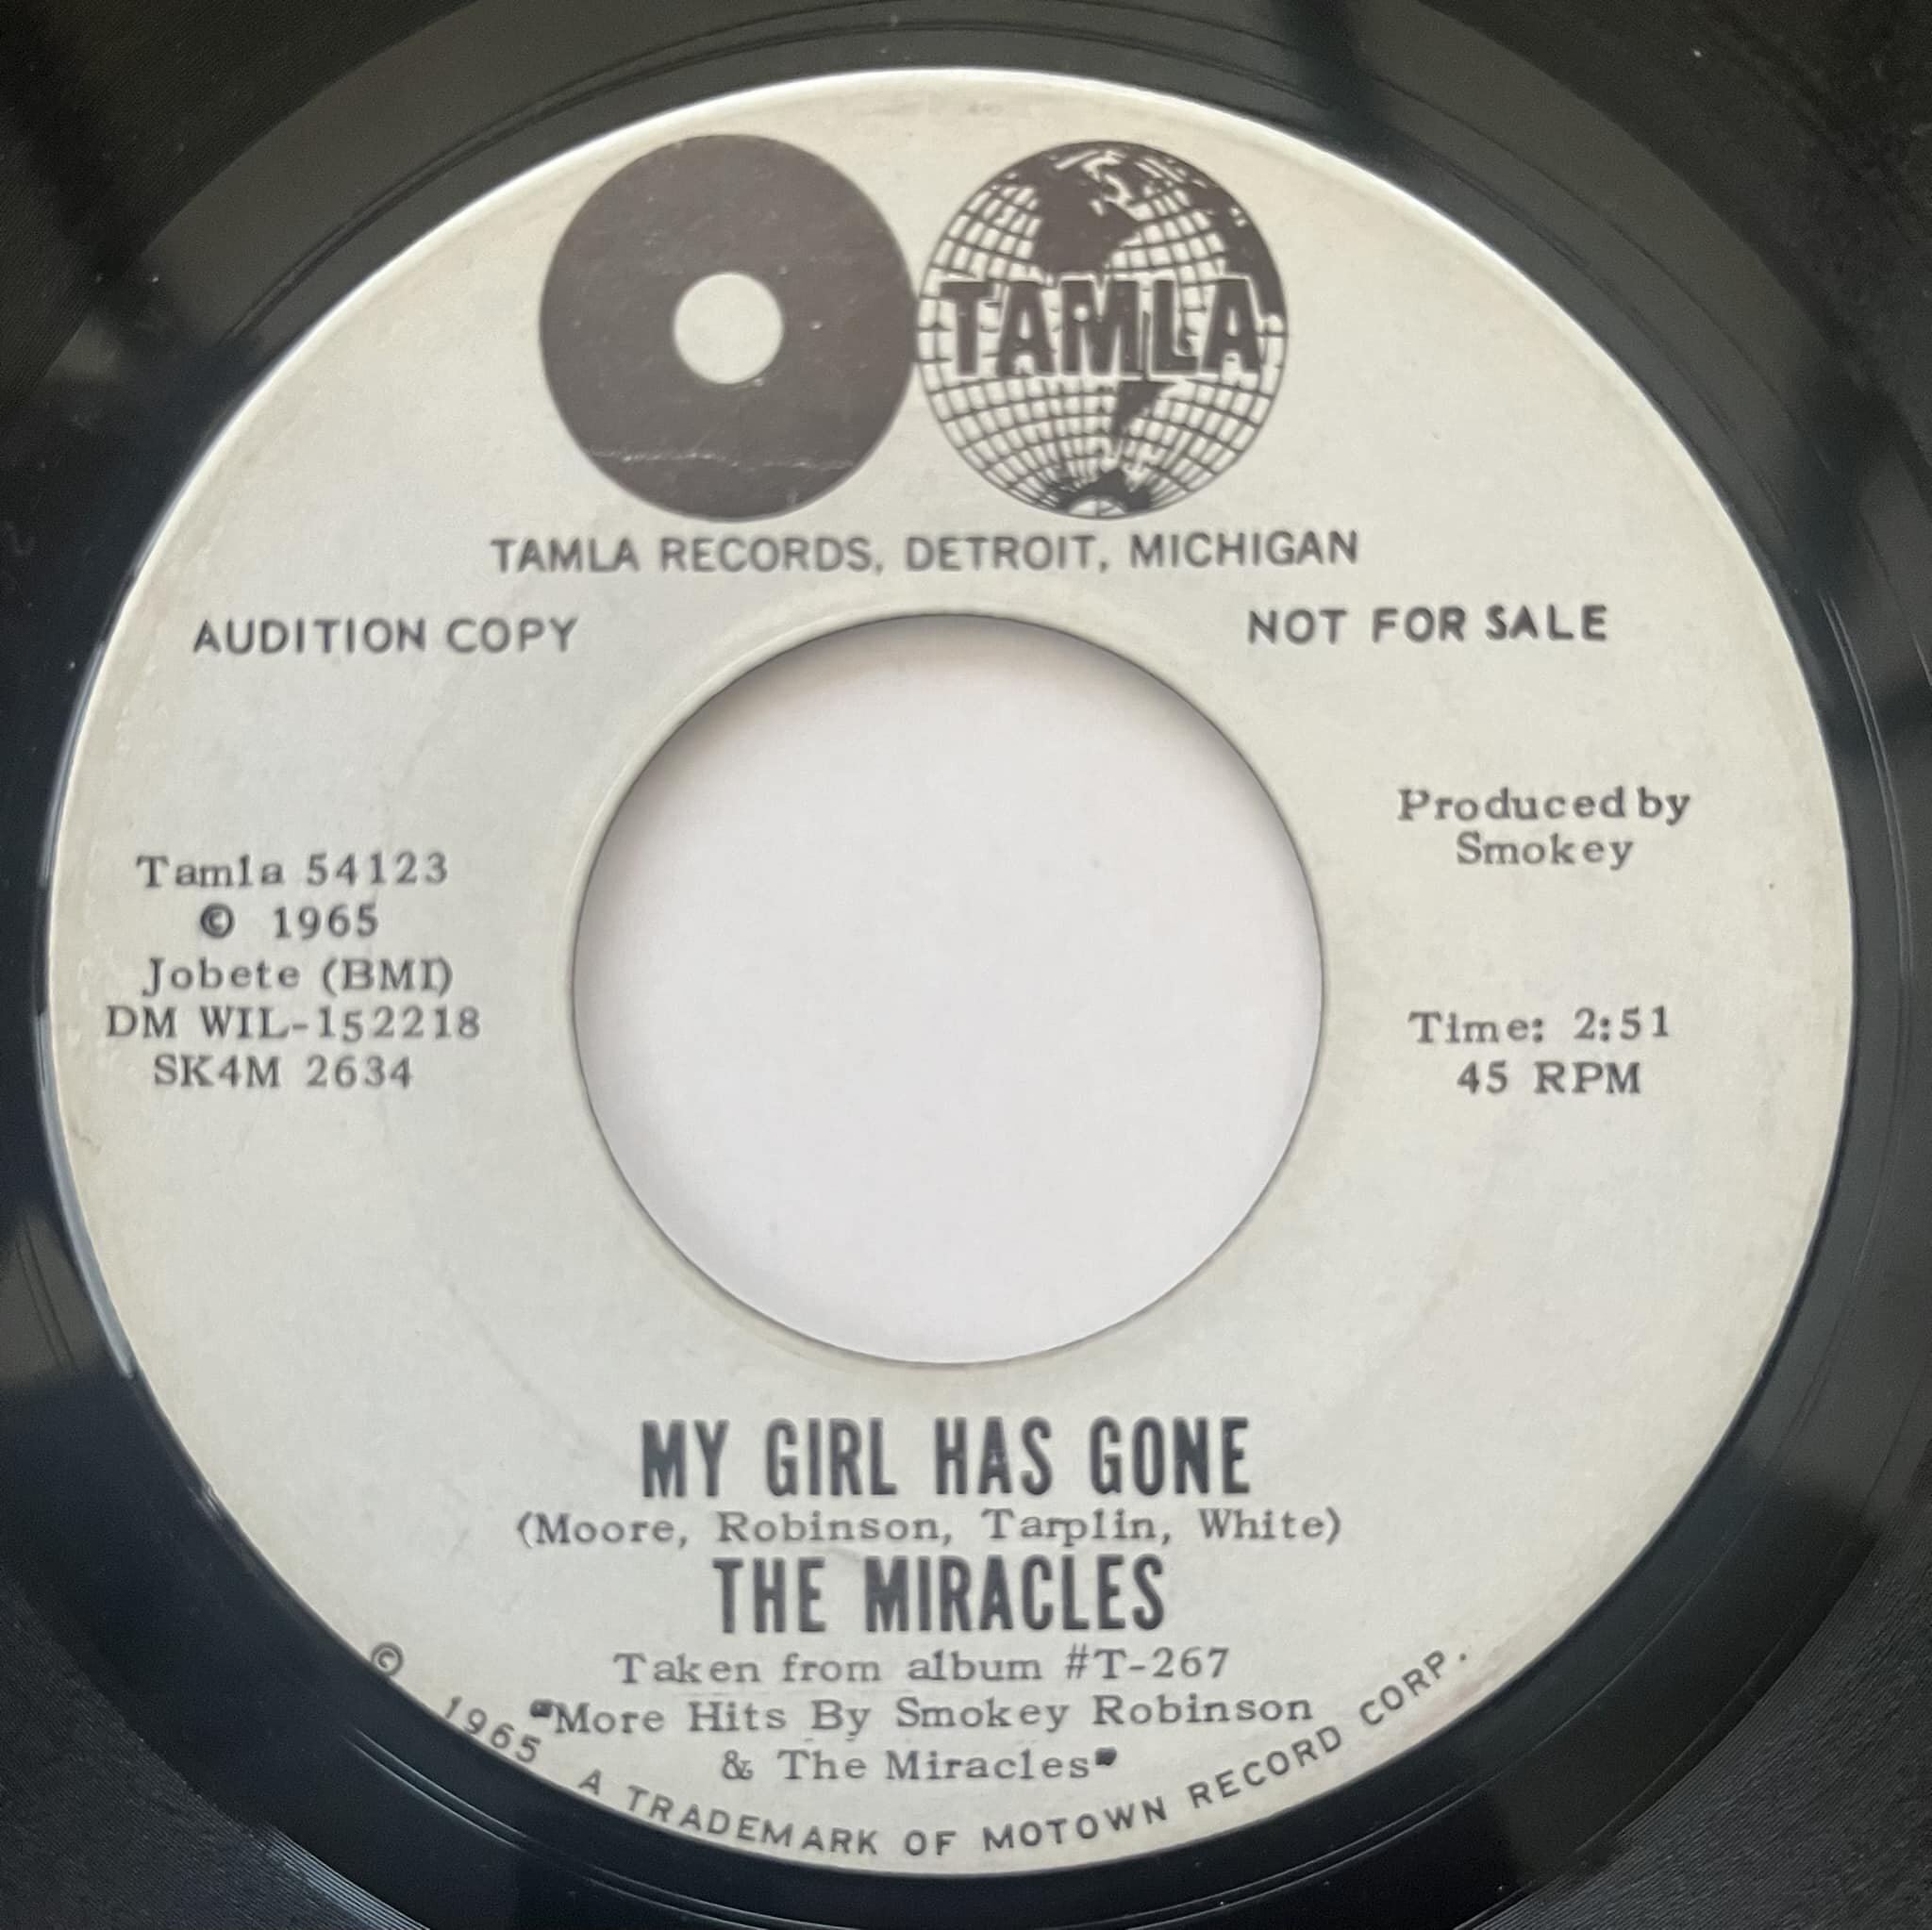 TAMLA
TAMLA RECORDS, DETROIT, MICHIGAN
AUDITION COPY
NOT FOR SALE
Tamla 54123
© 1965
Jobete (BMI)
DM WIL-152218
SK4M 2634
Produced by
Smokey
Time: 2:51
45 RPM
MY GIRL HAS GONE
(Moore, Robinson, Tarplin, White)
THE MIRACLES
Taken from album #T-267
"More Hits By Smokey Robinson
& The Miracles"
© 1965 A TRADEMARK OF MOTOWN RECORD CORP.